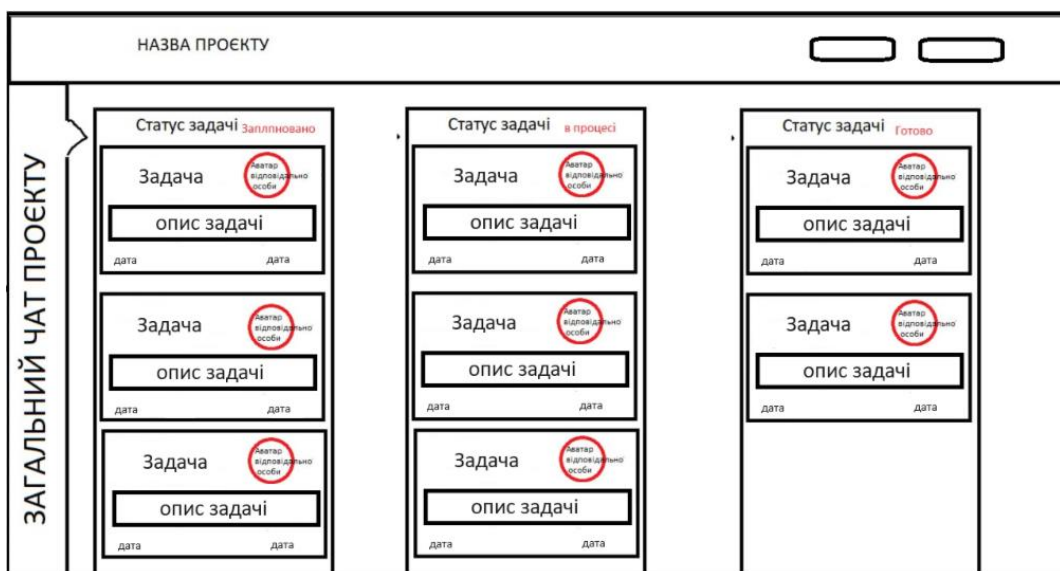 НАЗВА ПРОЄКТУ
ЗАГАЛЬНИЙ ЧАТ ПРОЄКТУ
Статус задачі Заплпновано
Задача
Аватар
відповідально
особи
опис задачі
дата дата
Задача
Аватар
відповідально
особи
опис задачі
дата дата
Задача
Аватар
відповідально
особи
опис задачі
дата дата
Статус задачі в процесі
Задача
Аватар
відповідально
особи
опис задачі
дата дата
Задача
Аватар
відповідально
особи
опис задачі
дата дата
Задача
Аватар
відповідально
особи
опис задачі
дата дата
Статус задачі Готово
Задача
Аватар
відповідально
особи
опис задачі
дата дата
Задача
Аватар
відповідально
особи
опис задачі
дата дата